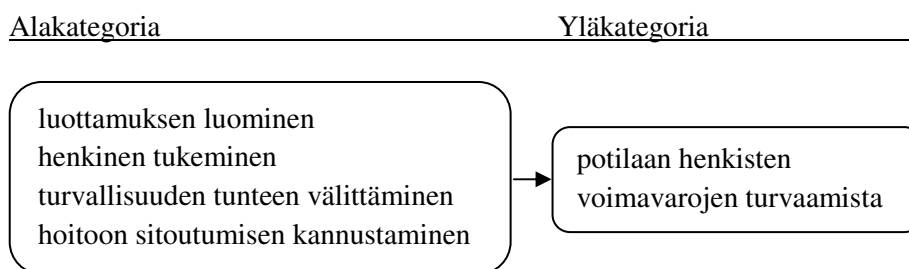 Alakategoria Yläkategoria
luottamuksen luominen
henkinen tukeminen
turvallisuuden tunteen välittäminen
hoitoon sitoutumisen kannustaminen
potilaan henkisten
voimavarojen turvaamista